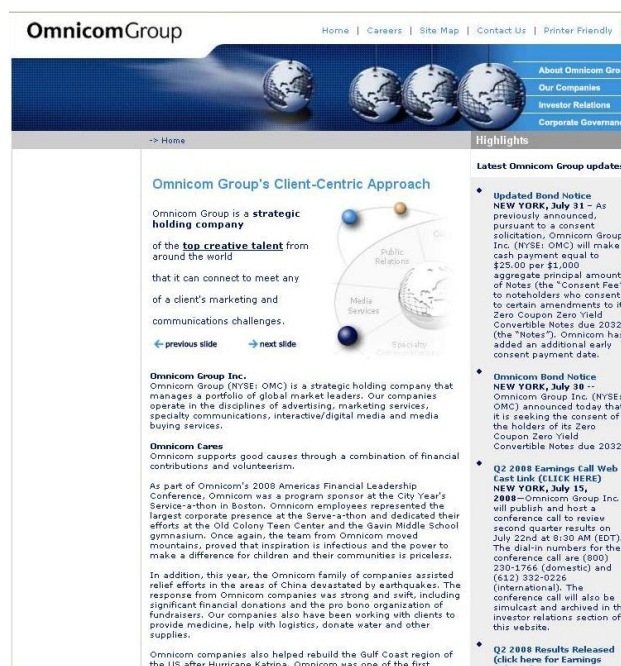 OmnicomGroup
Home | Careers | Site Map | Contact Us | Printer Friendly
About Omnicom Gro
Our Companies
Investor Relations
Corporate Governanc
-> Home
Omnicom Group's Client-Centric Approach
Omnicom Group is a strategic
holding company
of the top creative talent from
around the world
that it can connect to meet any
of a client's marketing and
communications challenges.
Public
Relations
Media
Services
Specialty
previous slide
next slide
Omnicom Group Inc.
Omnicom Group (NYSE: OMC) is a strategic holding company that
manages a portfolio of global market leaders. Our companies
operate in the disciplines of advertising, marketing services,
specialty communications, interactive/digital media and media
buying services.
Omnicom Cares
Omnicom supports good causes through a combination of financial
contributions and volunteerism.
As part of Omnicom's 2008 Americas Financial Leadership
Conference, Omnicom was a program sponsor at the City Year's
Service-a-thon in Boston. Omnicom employees represented the
largest corporate presence at the Serve-a-thon and dedicated their
efforts at the Old Colony Teen Center and the Gavin Middle School
gymnasium. Once again, the team from Omnicom moved
mountains, proved that inspiration is infectious and the power to
make a difference for children and their communities is priceless.
In addition, this year, the Omnicom family of companies assisted
relief efforts in the areas of China devastated by earthquakes. The
response from Omnicom companies was strong and swift, including
significant financial donations and the pro bono organization of
fundraisers. Our companies also have been working with clients to
provide medicine, help with logistics, donate water and other
supplies.
Omnicom companies also helped rebuild the Gulf Coast region of
the US after Hurricane Katrina. Omnicom was one of the first
Highlights
Latest Omnicom Group updates
Updated Bond Notice
NEW YORK, July 31 – As
previously announced,
pursuant to a consent
solicitation, Omnicom Group
Inc. (NYSE: OMC) will make
cash payment equal to
$25.00 per $1,000
aggregate principal amount
of Notes (the "Consent Fee"
to noteholders who consent
to certain amendments to it
Zero Coupon Zero Yield
Convertible Notes due 2032
(the "Notes"). Omnicom has
added an additional early
consent payment date.
Omnicom Bond Notice
NEW YORK, July 30 --
Omnicom Group Inc. (NYSE:
OMC) announced today that
it is seeking the consent of
the holders of its Zero
Coupon Zero Yield
Convertible Notes due 2032
Q2 2008 Earnings Call Web
Cast Link (CLICK HERE)
NEW YORK, July 15,
2008—Omnicom Group Inc.
will publish and host a
conference call to review
second quarter results on
July 22nd at 8:30 AM (EDT).
The dial-in numbers for the
conference call are (800)
230-1766 (domestic) and
(612) 332-0226
(international). The
conference call will also be
simulcast and archived in th
investor relations section of
this website.
Q2 2008 Results Released
(click here for Earnings